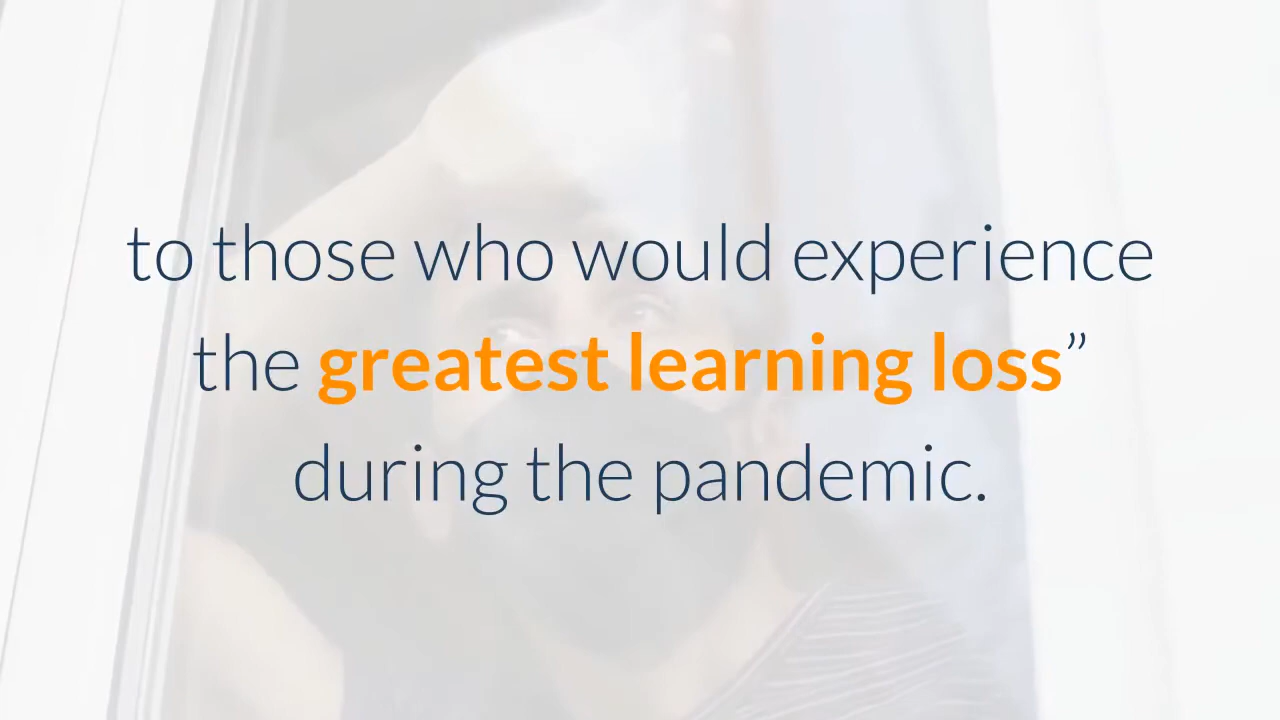 to those who would experience
the greatest learning loss”
during the pandemic.